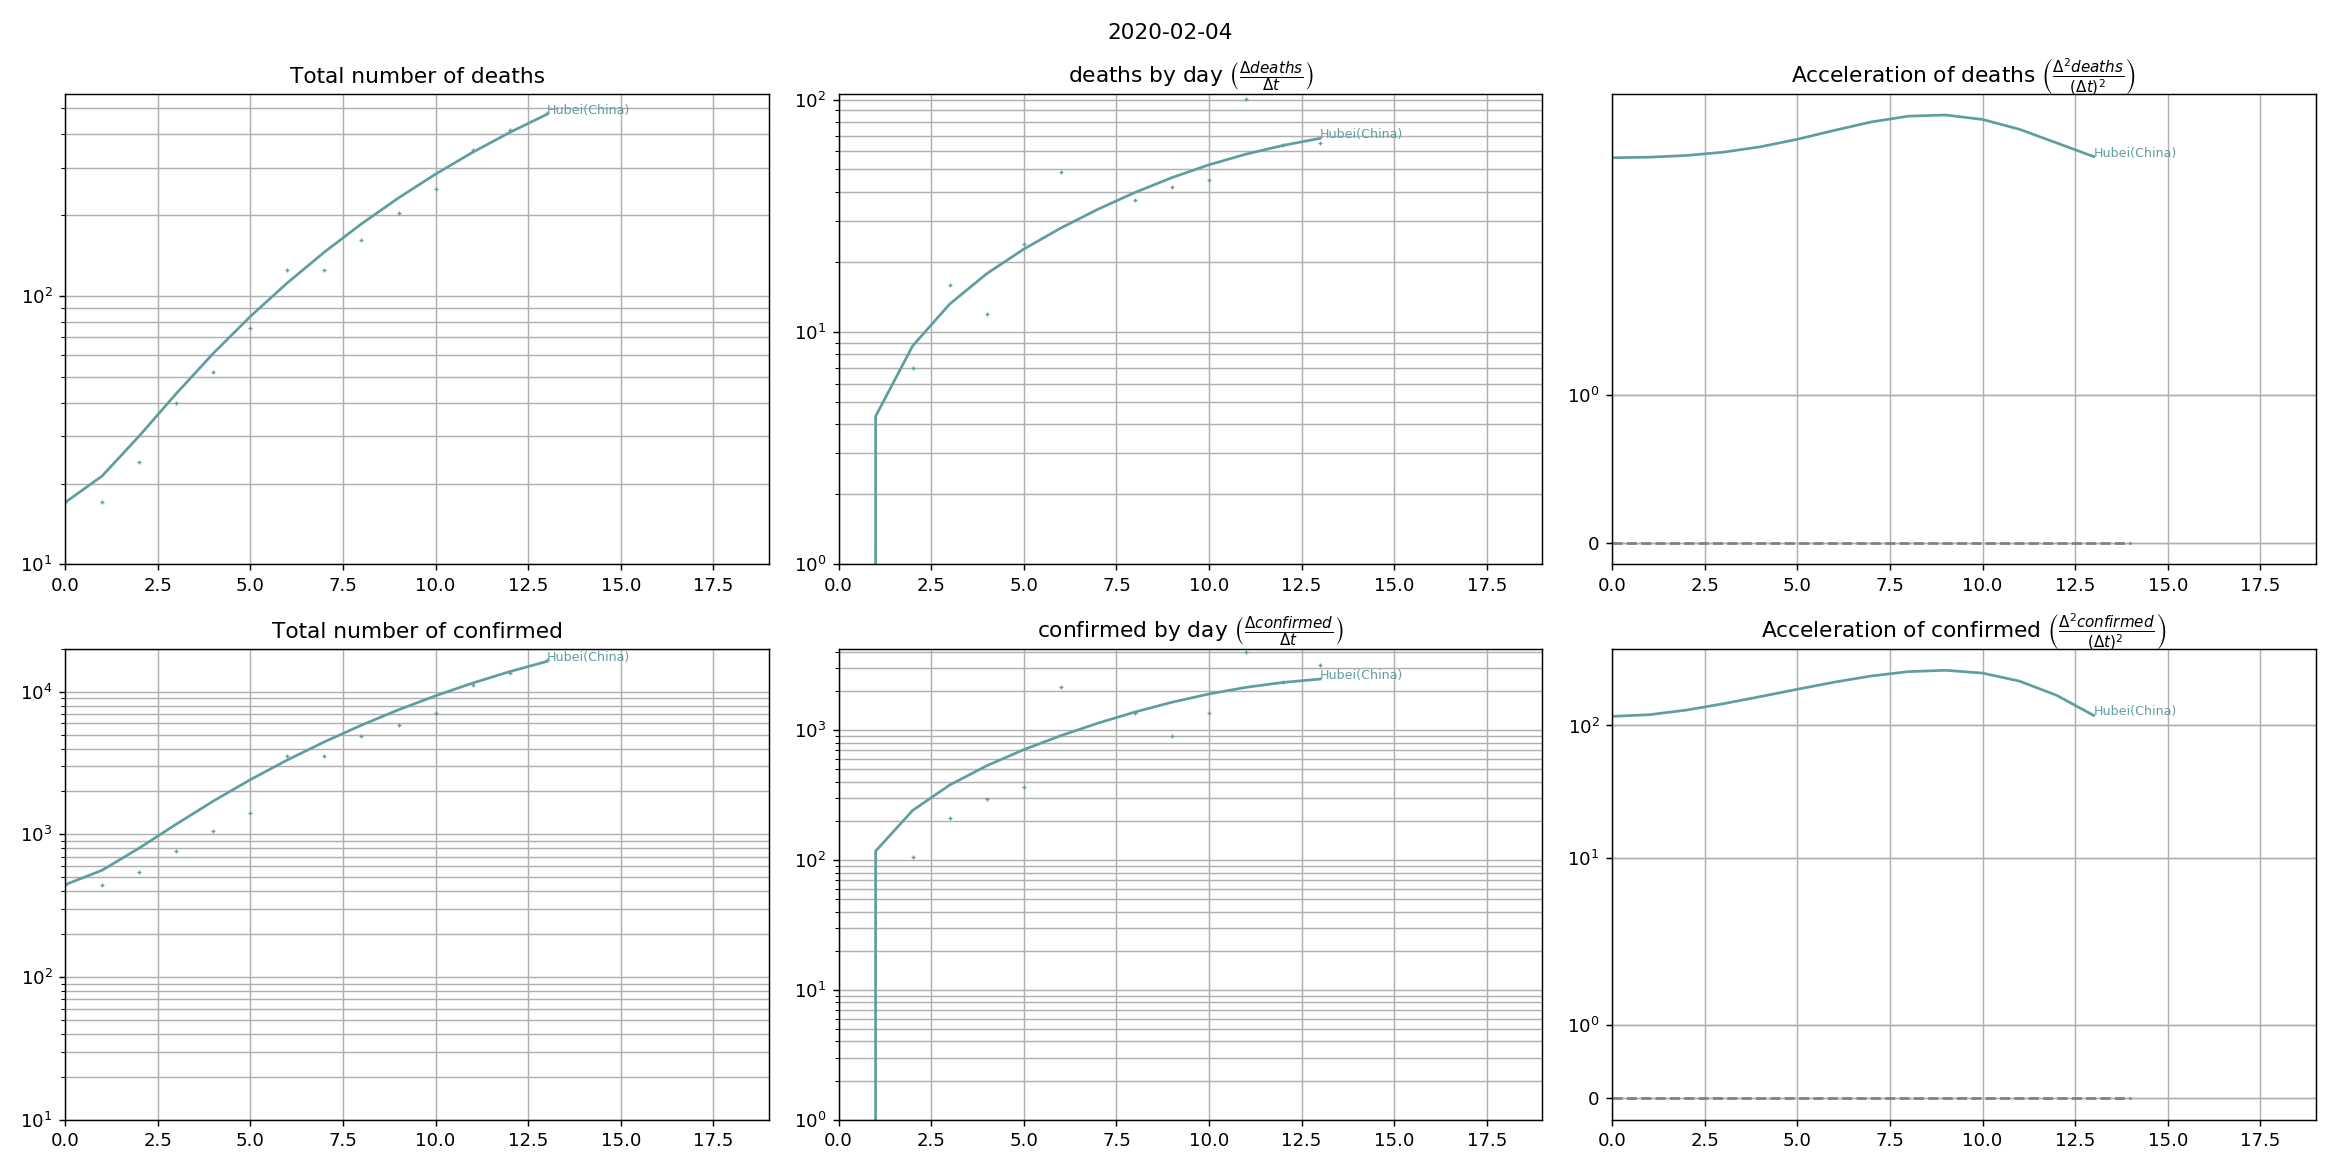 2020-02-04
Total number of deaths
deaths by day (Δdeaths/Δt)
Acceleration of deaths (Δ²deaths/(Δt)²)
Hubei(China)
Hubei(China)
Hubei(China)
10²
10¹
0.0 2.5 5.0 7.5 10.0 12.5 15.0 17.5
10²
10¹
10⁰
0.0 2.5 5.0 7.5 10.0 12.5 15.0 17.5
10⁰
0
0.0 2.5 5.0 7.5 10.0 12.5 15.0 17.5
Total number of confirmed
confirmed by day (Δconfirmed/Δt)
Acceleration of confirmed (Δ²confirmed/(Δt)²)
Hubei(China)
Hubei(China)
Hubei(China)
10⁴
10³
10²
10¹
0.0 2.5 5.0 7.5 10.0 12.5 15.0 17.5
10³
10²
10¹
10⁰
0.0 2.5 5.0 7.5 10.0 12.5 15.0 17.5
10²
10¹
10⁰
0
0.0 2.5 5.0 7.5 10.0 12.5 15.0 17.5